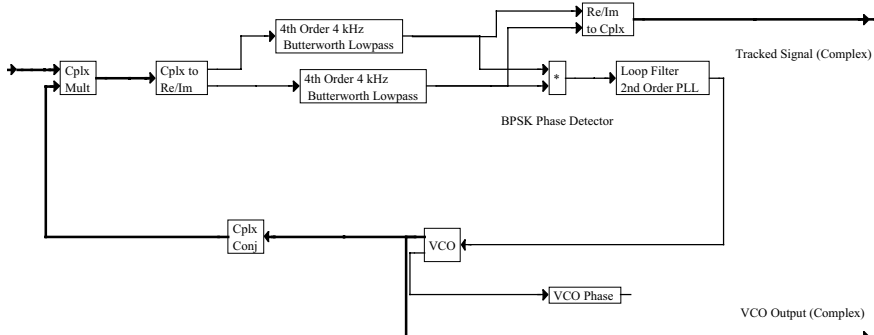 4th Order 4 kHz
Butterworth Lowpass
Re/Im
to Cplx
Tracked Signal (Complex)
Cplx
Mult
Cplx to
Re/Im
4th Order 4 kHz
Butterworth Lowpass
*
Loop Filter
2nd Order PLL
BPSK Phase Detector
Cplx
Conj
VCO
VCO Phase
VCO Output (Complex)